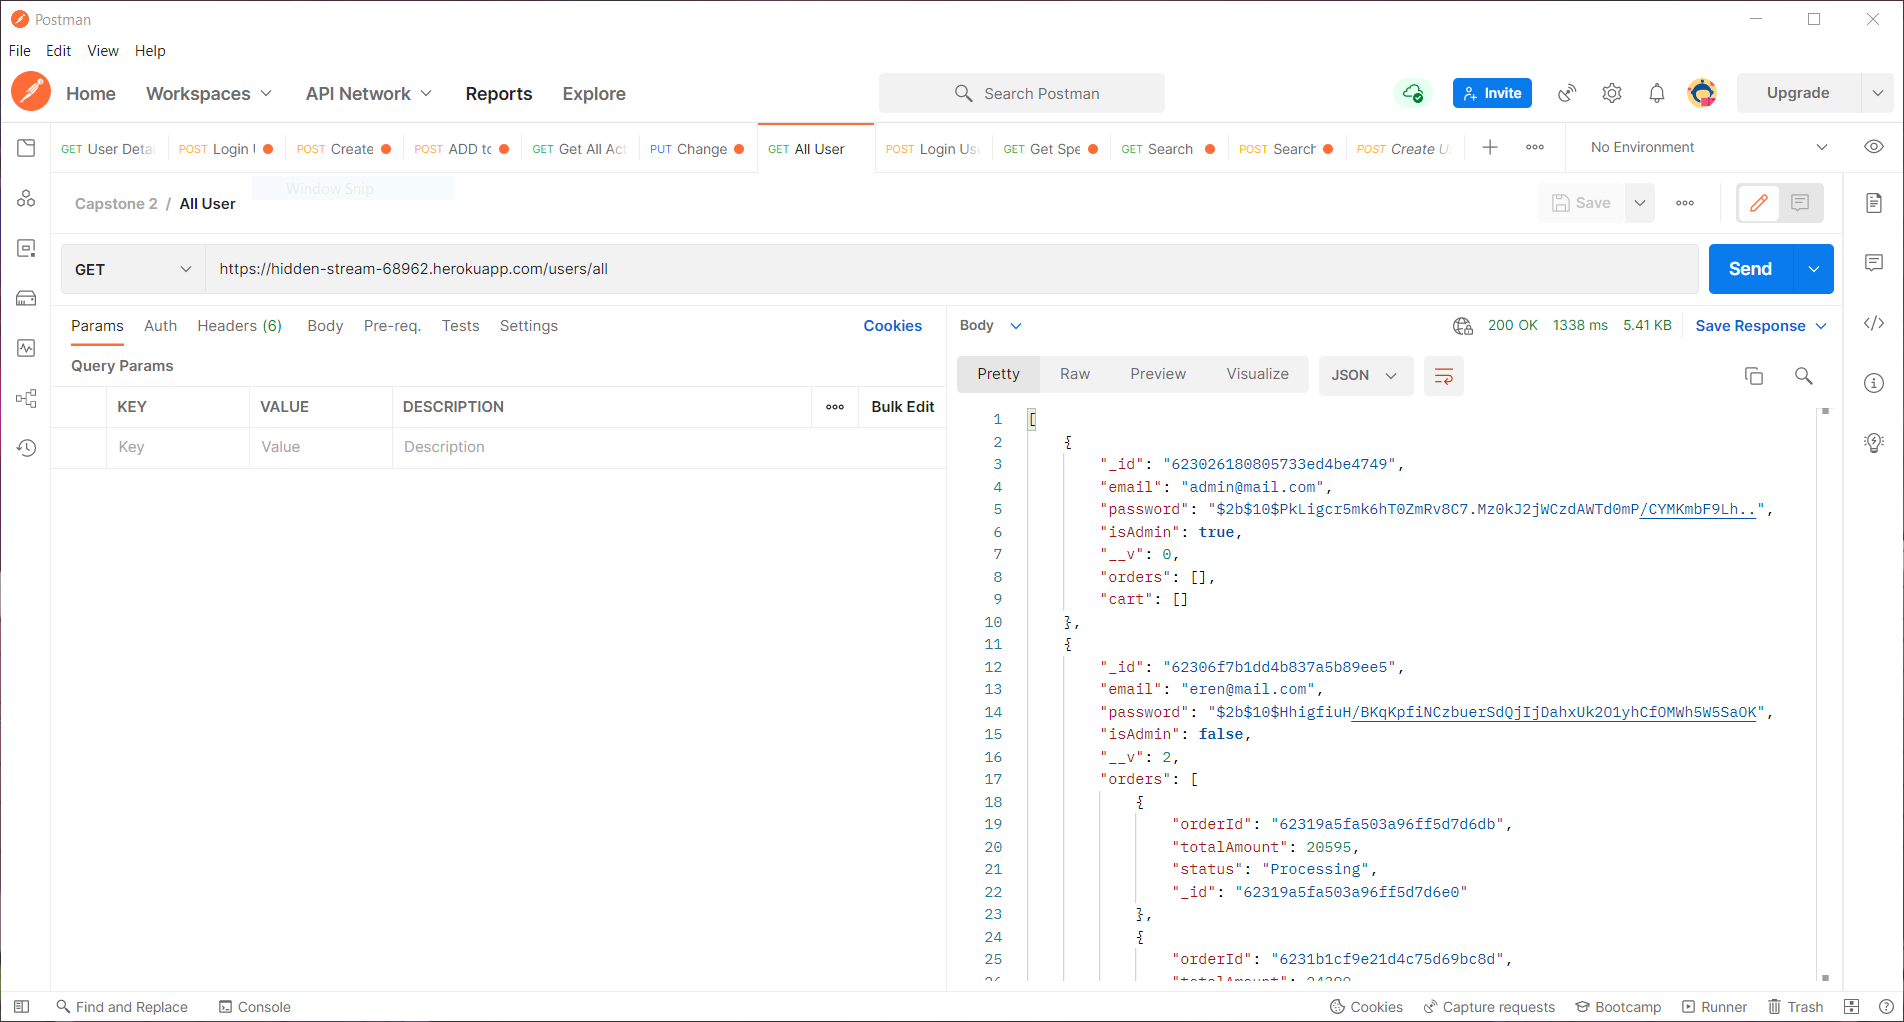 Postman
File Edit View Help
Home Workspaces API Network Reports Explore Search Postman Invite Upgrade
GET User Deta POST Login U POST Create POST ADD to GET Get All Act PUT Change GET All User POST Login Use GET Get Spe GET Search POST Search POST Create U No Environment
Window Snip
Capstone 2 / All User Save
GET https://hidden-stream-68962.herokuapp.com/users/all Send
Params Auth Headers (6) Body Pre-req. Tests Settings Cookies
Query Params
KEY VALUE DESCRIPTION Bulk Edit
Key Value Description
Body 200 OK 1338 ms 5.41 KB Save Response
Pretty Raw Preview Visualize JSON
1 [
2 {
3 "_id": "623026180805733ed4be4749",
4 "email": "admin@mail.com",
5 "password": "$2b$10$PkLigcr5mk6hT0ZmRv8C7.Mz0kJ2jWCzdAWTd0mP/CYMKmbF9Lh..",
6 "isAdmin": true,
7 "__v": 0,
8 "orders": [],
9 "cart": []
10 },
11 {
12 "_id": "62306f7b1dd4b837a5b89ee5",
13 "email": "eren@mail.com",
14 "password": "$2b$10$HhigfiuH/BKqKpfiNCzbuerSdQjIjDahxUk2O1yhCfOMWh5W5SaOK",
15 "isAdmin": false,
16 "__v": 2,
17 "orders": [
18 {
19 "orderId": "62319a5fa503a96ff5d7d6db",
20 "totalAmount": 20595,
21 "status": "Processing",
22 "_id": "62319a5fa503a96ff5d7d6e0"
23 },
24 {
25 "orderId": "6231b1cf9e21d4c75d69bc8d",
Find and Replace Console Cookies Capture requests Bootcamp Runner Trash